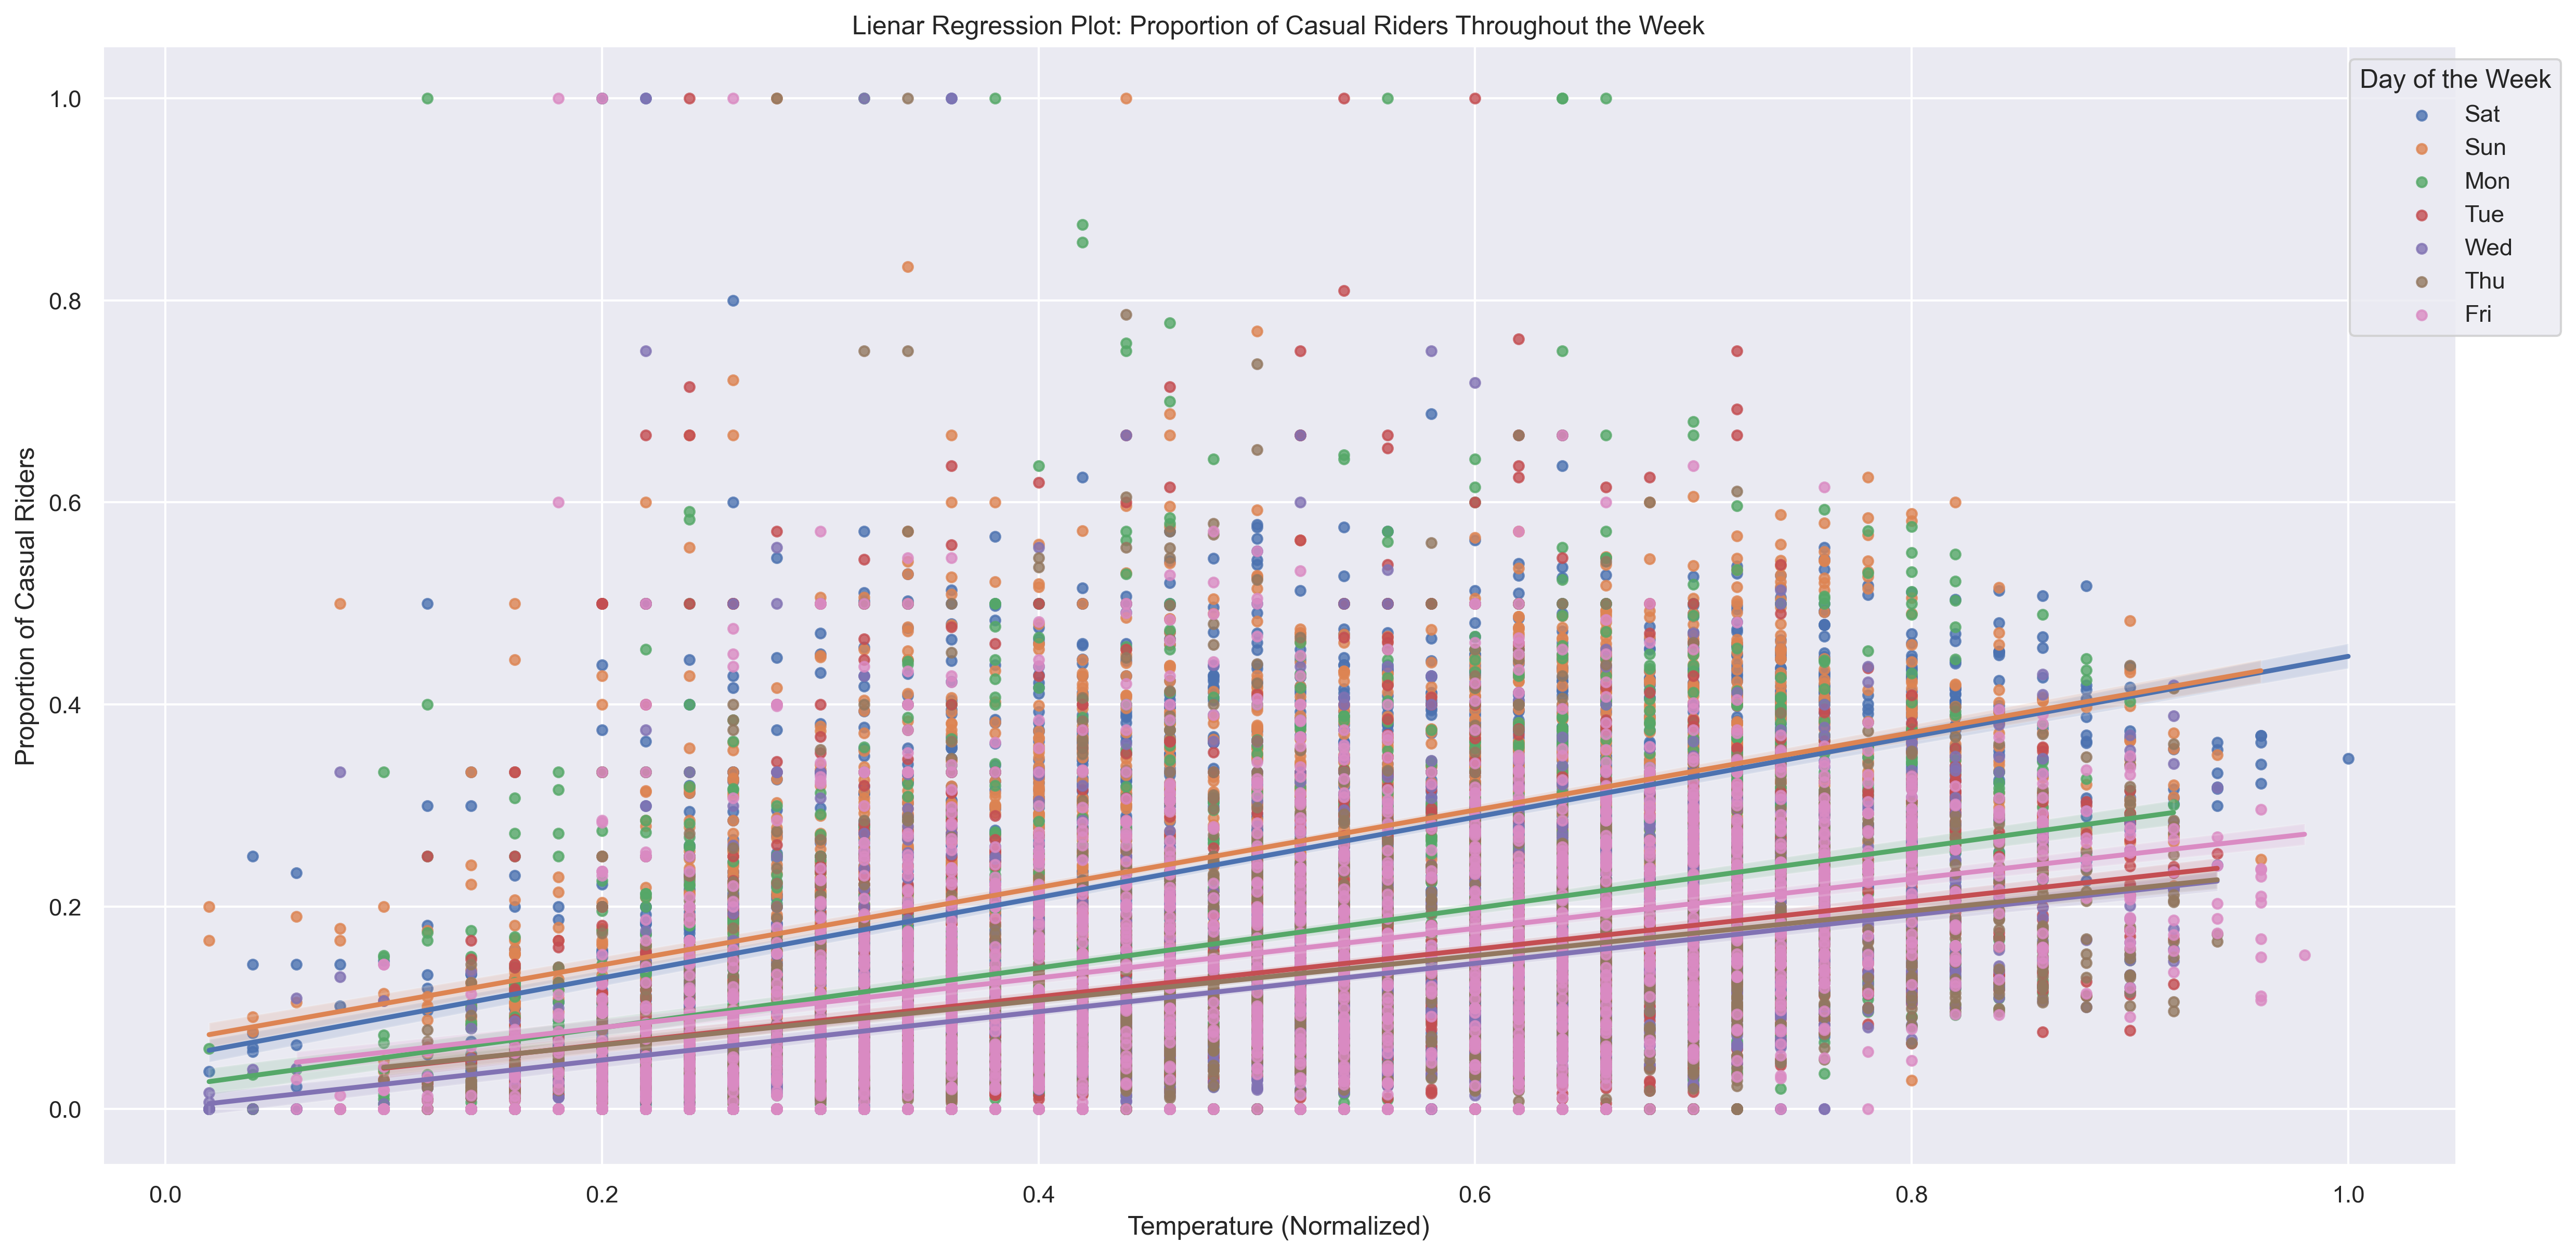 Lienar Regression Plot: Proportion of Casual Riders Throughout the Week
Day of the Week
Sat
Sun
Mon
Tue
Wed
Thu
Fri
Proportion of Casual Riders
1.0
0.8
0.6
0.4
0.2
0.0
0.0
0.2
0.4
0.6
0.8
1.0
Temperature (Normalized)